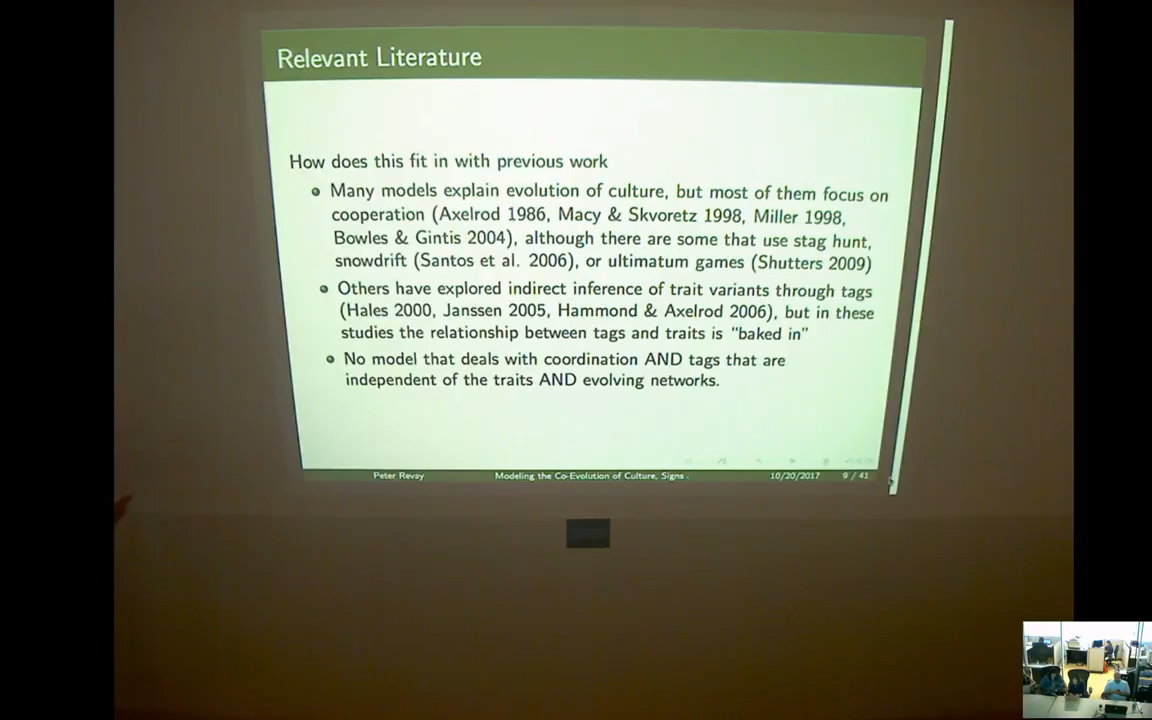 Relevant Literature
How does this fit in with previous work
Many models explain evolution of culture, but most of them focus on
cooperation (Axelrod 1986, Macy & Skvoretz 1998, Miller 1998,
Bowles & Gintis 2004), although there are some that use stag hunt,
snowdrift (Santos et al. 2006), or ultimatum games (Shutters 2009)
Others have explored indirect inference of trait variants through tags
(Hales 2000, Janssen 2005, Hammond & Axelrod 2006), but in these
studies the relationship between tags and traits is “baked in”
No model that deals with coordination AND tags that are
independent of the traits AND evolving networks.
Peter Revay Modeling the Co-Evolution of Culture, Signs 10/20/2017 9 / 41